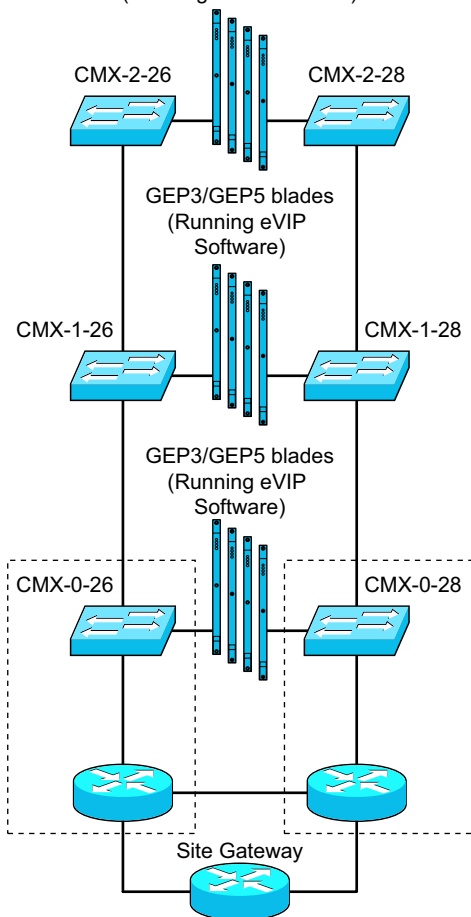 CMX-2-26
CMX-2-28
GEP3/GEP5 blades
(Running eVIP
Software)
CMX-1-26
CMX-1-28
GEP3/GEP5 blades
(Running eVIP
Software)
CMX-0-26
CMX-0-28
Site Gateway